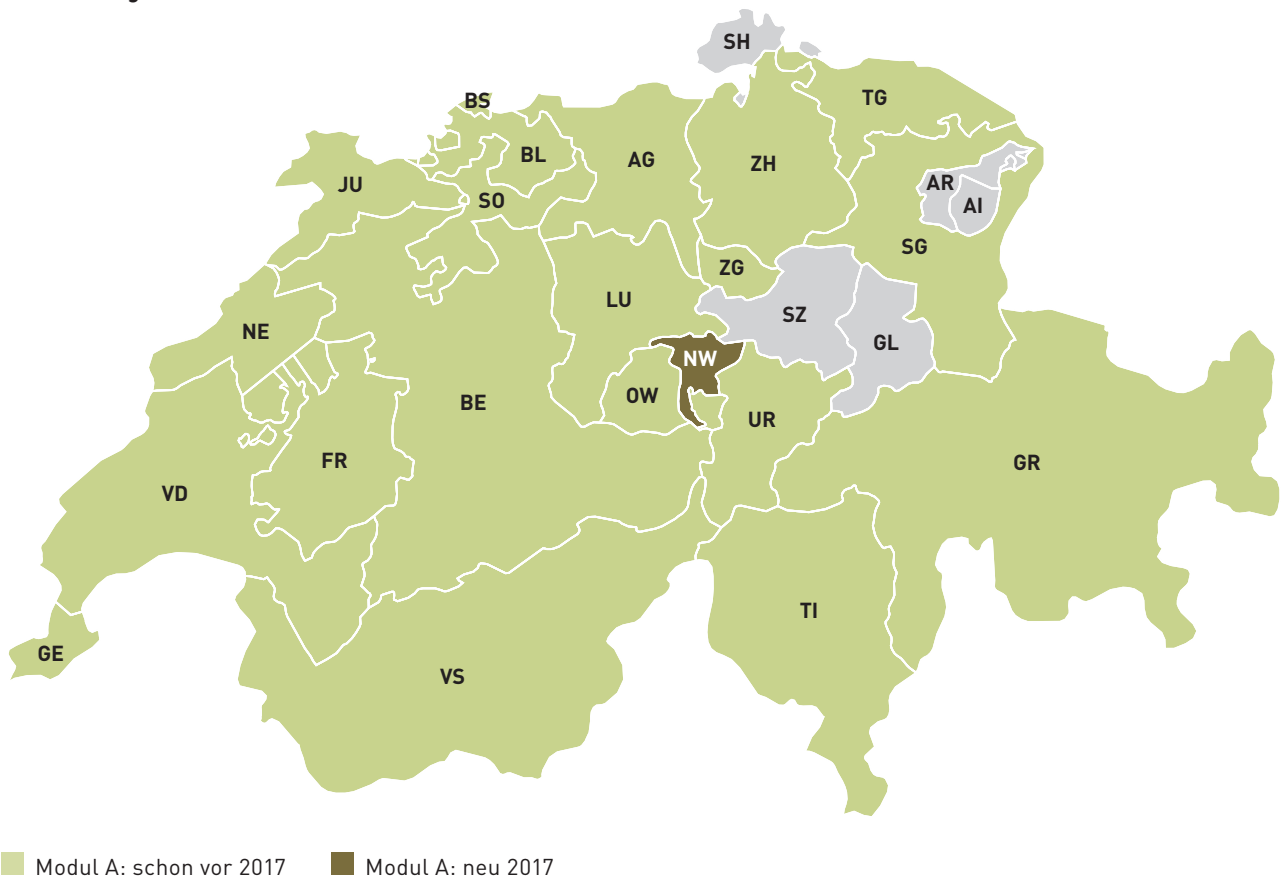 SH
TG
BS
BL
AG
ZH
JU
SO
AR
AI
SG
ZG
LU
SZ
NE
GL
NW
OW
BE
UR
FR
GR
VD
TI
GE
VS
Modul A: schon vor 2017
Modul A: neu 2017